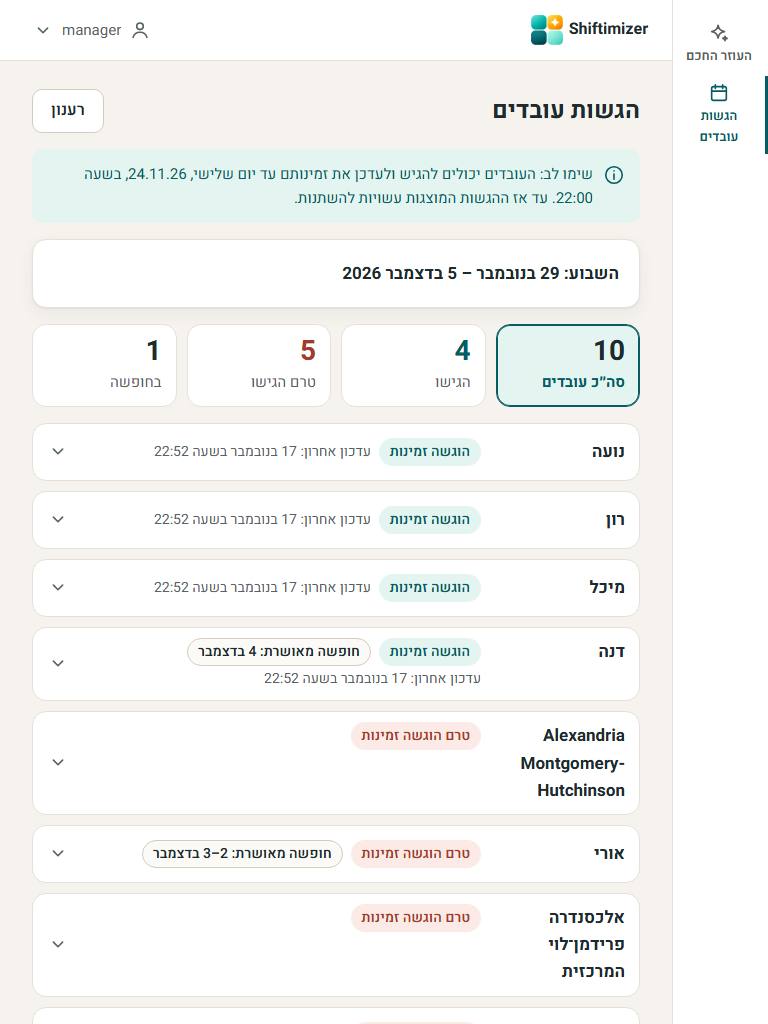 העוזר החכם
הגשות
עובדים
Shiftimizer
manager
הגשות עובדים
רענון
שימו לב: העובדים יכולים להגיש ולעדכן את זמינותם עד יום שלישי, 24.11.26, בשעה
22:00. עד אז ההגשות המוצגות עשויות להשתנות.
השבוע: 29 בנובמבר – 5 בדצמבר 2026
10
סה״כ עובדים
4
הגישו
5
טרם הגישו
1
בחופשה
נועה
הוגשה זמינות
עדכון אחרון: 17 בנובמבר בשעה 22:52
רון
הוגשה זמינות
עדכון אחרון: 17 בנובמבר בשעה 22:52
מיכל
הוגשה זמינות
עדכון אחרון: 17 בנובמבר בשעה 22:52
דנה
הוגשה זמינות
חופשה מאושרת: 4 בדצמבר
עדכון אחרון: 17 בנובמבר בשעה 22:52
Alexandria
Montgomery-
Hutchinson
טרם הוגשה זמינות
אורי
טרם הוגשה זמינות
חופשה מאושרת: 2–3 בדצמבר
אלכסנדרה
פרידמן־לוי
המרכזית
טרם הוגשה זמינות